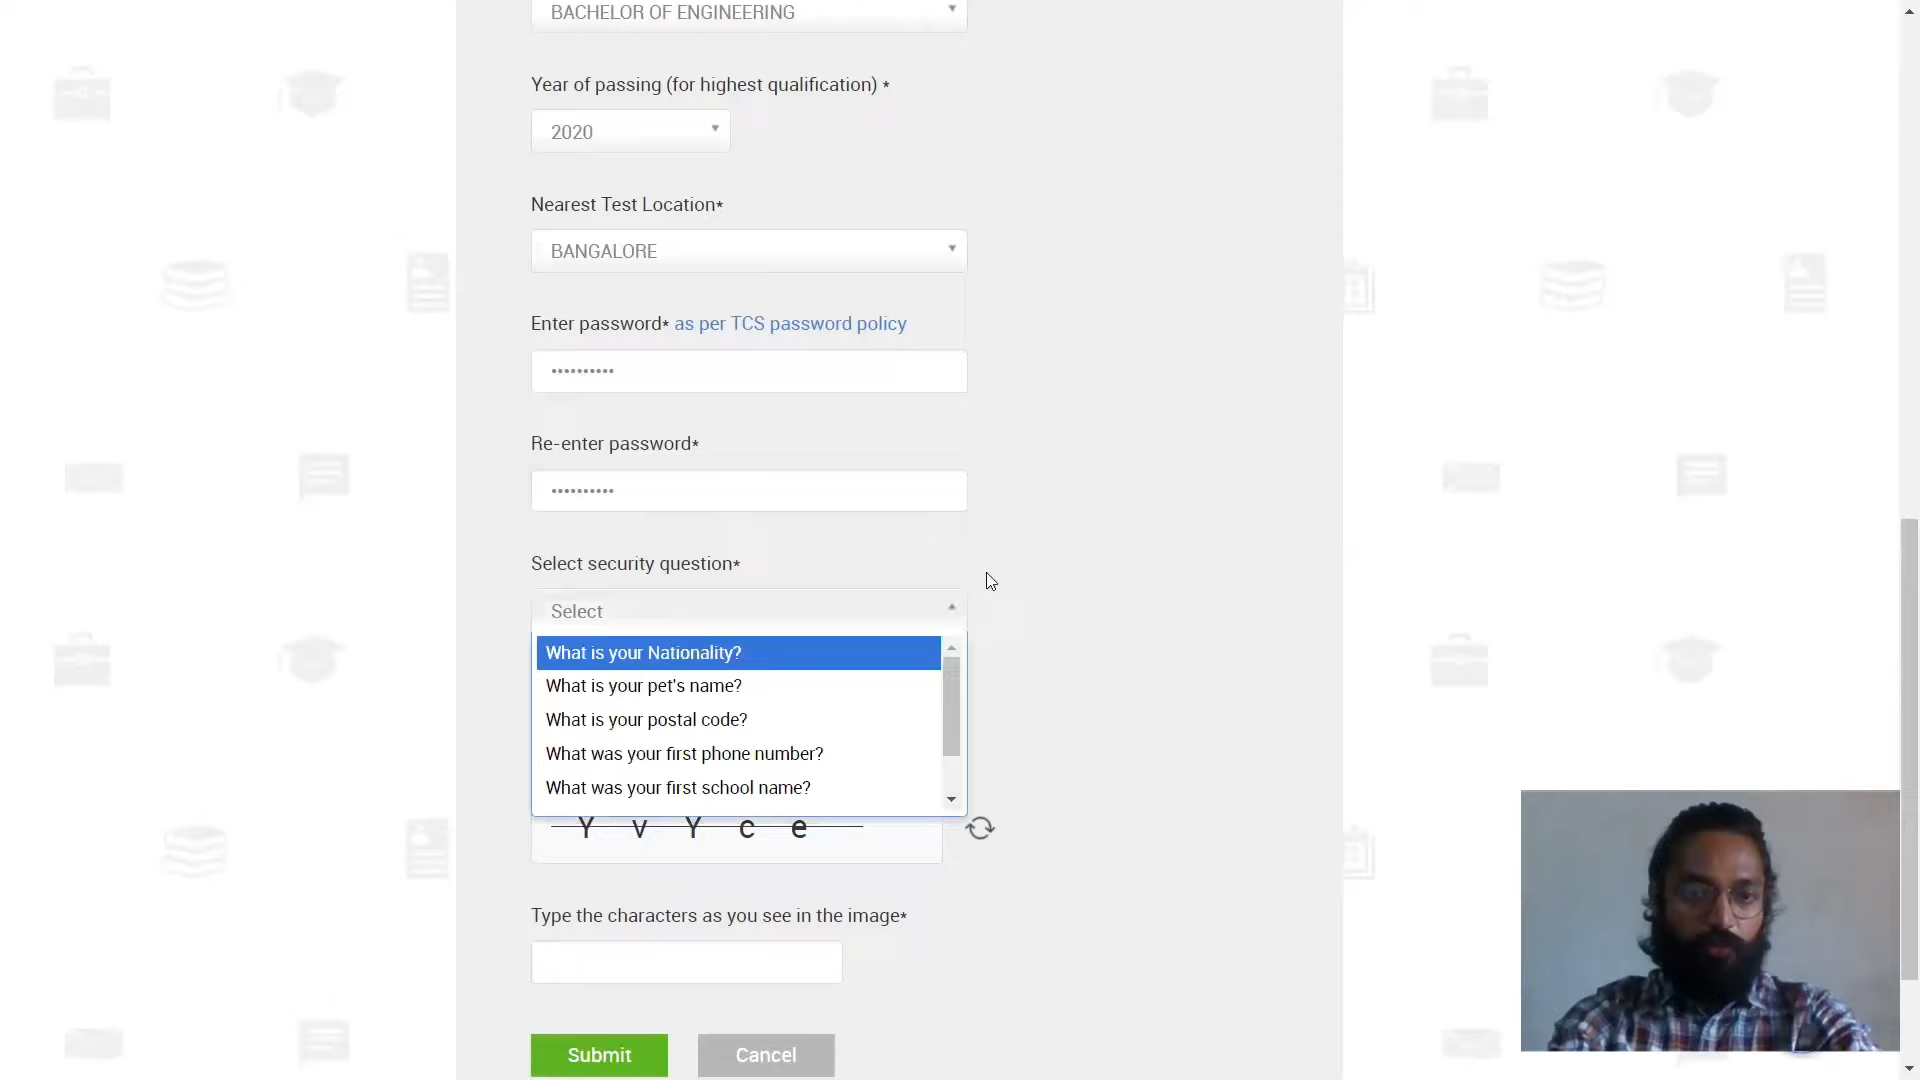 BACHELOR OF ENGINEERING
Year of passing (for highest qualification) *
2020
Nearest Test Location*
BANGALORE
Enter password* as per TCS password policy
••••••••••
Re-enter password*
••••••••••
Select security question*
Select
What is your Nationality?
What is your pet's name?
What is your postal code?
What was your first phone number?
What was your first school name?
Y v Y c e
Type the characters as you see in the image*
Submit Cancel